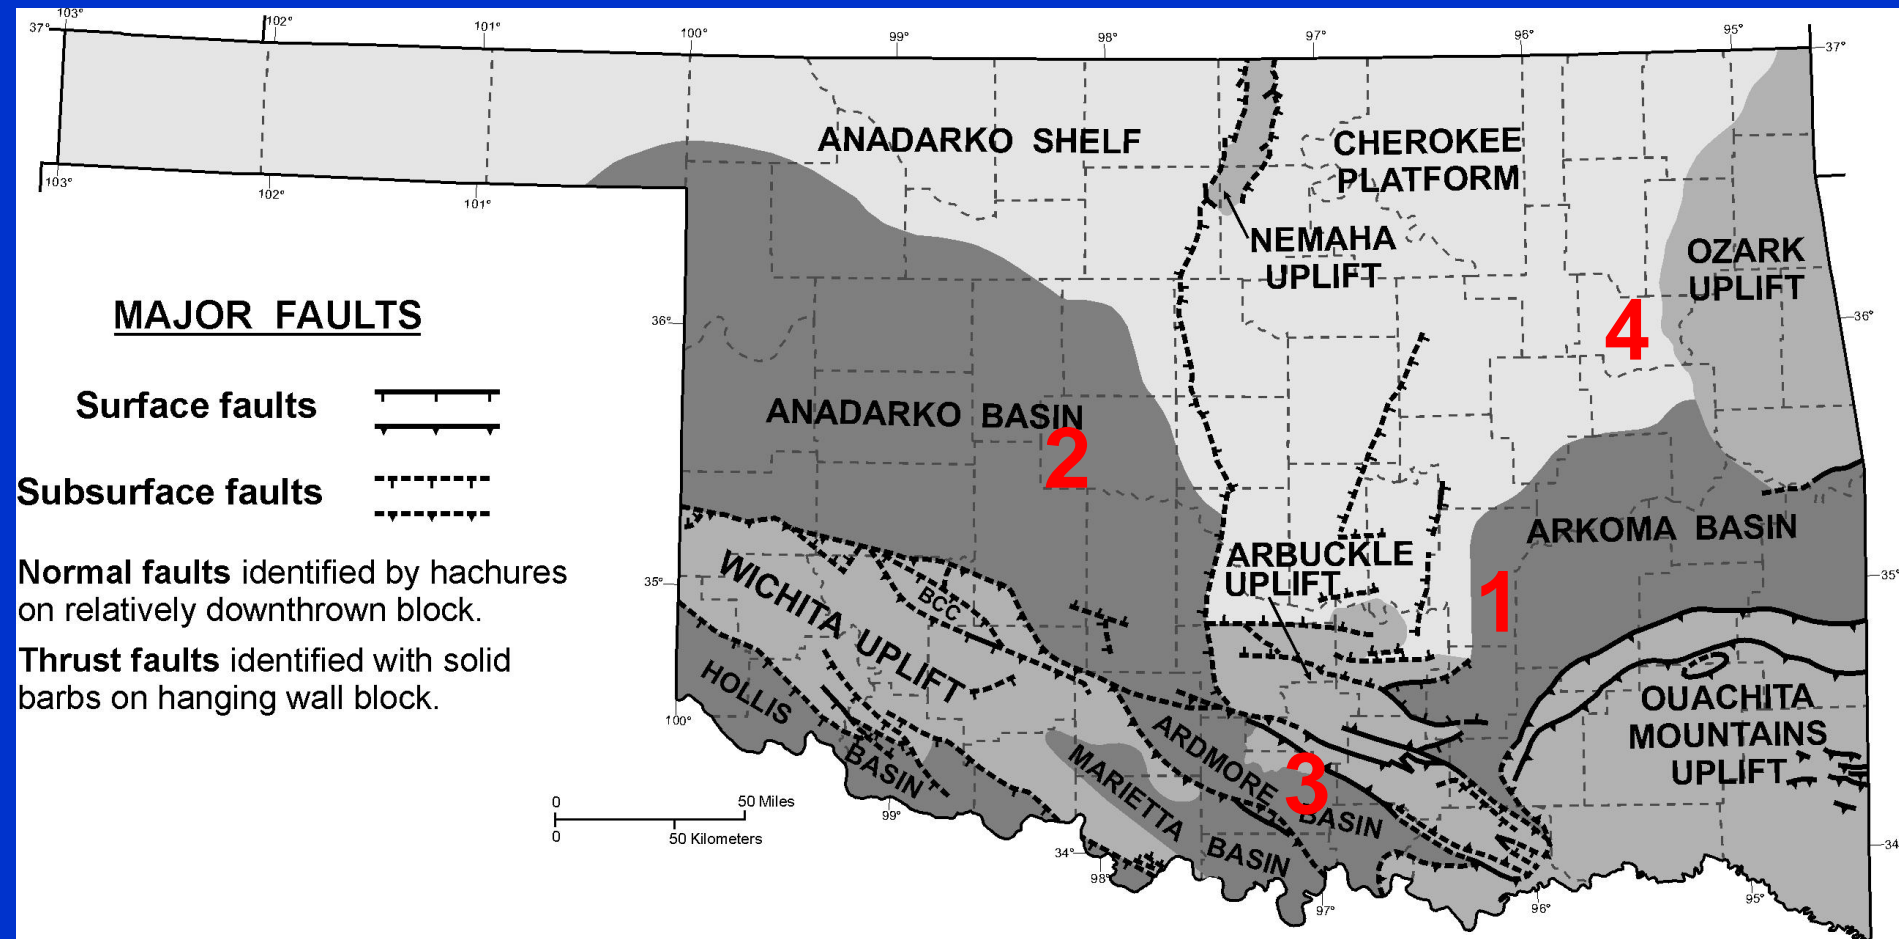 103°
102°
101°
100°
99°
98°
97°
96°
95°
37°
37°
ANADARKO SHELF
CHEROKEE
PLATFORM
103°
102°
101°
NEMAHA
UPLIFT
OZARK
UPLIFT
MAJOR FAULTS
36°
36°
4
Surface faults
ANADARKO BASIN
2
Subsurface faults
ARKOMA BASIN
ARBUCKLE
UPLIFT
Normal faults identified by hachures
on relatively downthrown block.
35°
35°
WICHITA UPLIFT
BCC
1
Thrust faults identified with solid
barbs on hanging wall block.
HOLLIS
BASIN
100°
OUACHITA
MOUNTAINS
UPLIFT
ARDMORE
BASIN
3
MARIETTA
BASIN
0
50 Miles
0
50 Kilometers
99°
34°
98°
97°
96°
95°
34